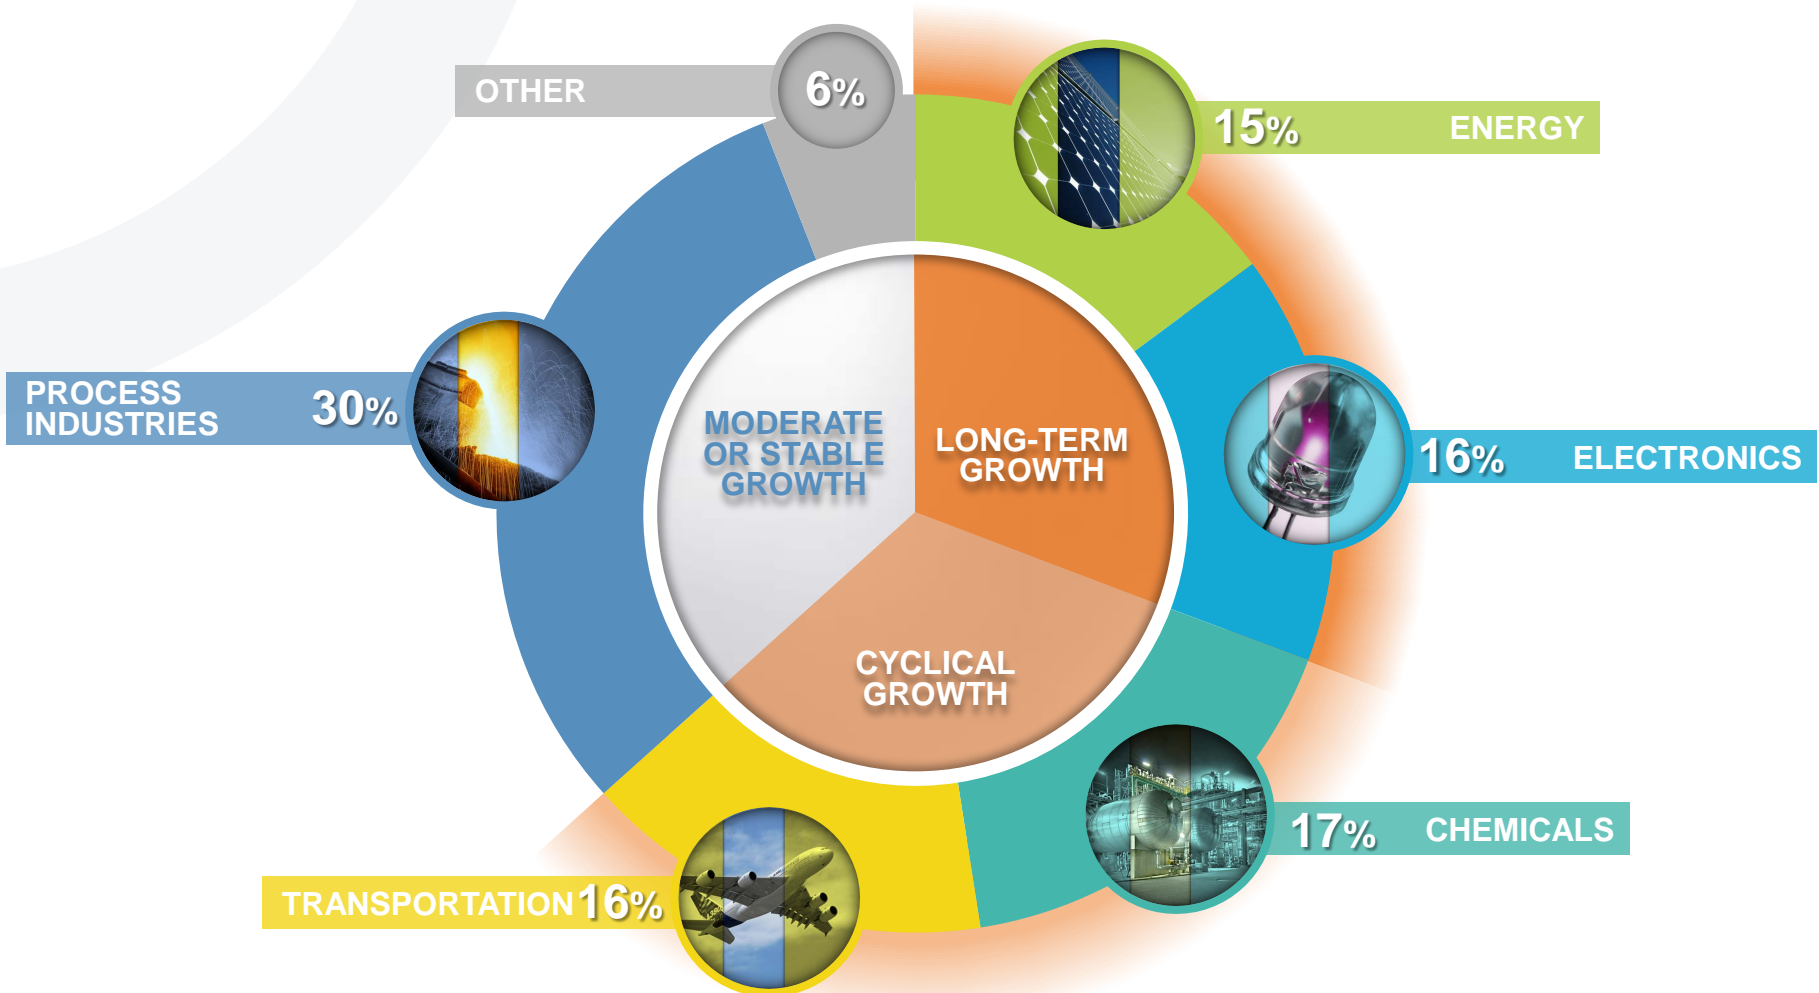 OTHER
6%
15%
ENERGY
PROCESS
INDUSTRIES
30%
MODERATE
OR STABLE
GROWTH
LONG-TERM
GROWTH
16%
ELECTRONICS
CYCLICAL
GROWTH
17%
CHEMICALS
TRANSPORTATION
16%